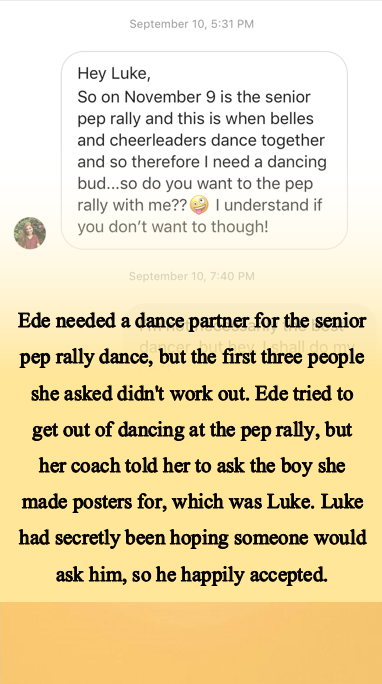 September 10, 5:31 PM
Hey Luke,
So on November 9 is the senior
pep rally and this is when belles
and cheerleaders dance together
and so therefore I need a dancing
bud...so do you want to the pep
rally with me??🤪 I understand if
you don't want to though!
September 10, 7:40 PM
dancer, but hey, I shall do my
Ede needed a dance partner for the senior
pep rally dance, but the first three people
she asked didn't work out. Ede tried to
get out of dancing at the pep rally, but
her coach told her to ask the boy she
made posters for, which was Luke. Luke
had secretly been hoping someone would
ask him, so he happily accepted.